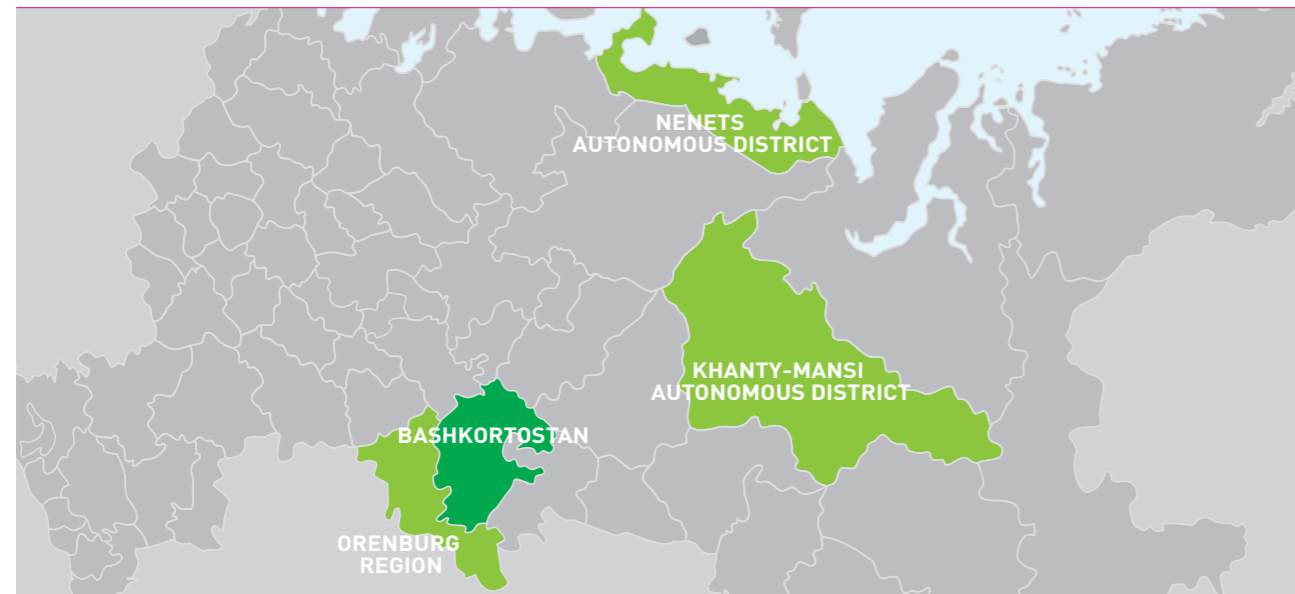 NENETS
AUTONOMOUS DISTRICT
KHANTY-MANSI
AUTONOMOUS DISTRICT
BASHKORTOSTAN
ORENBURG
REGION